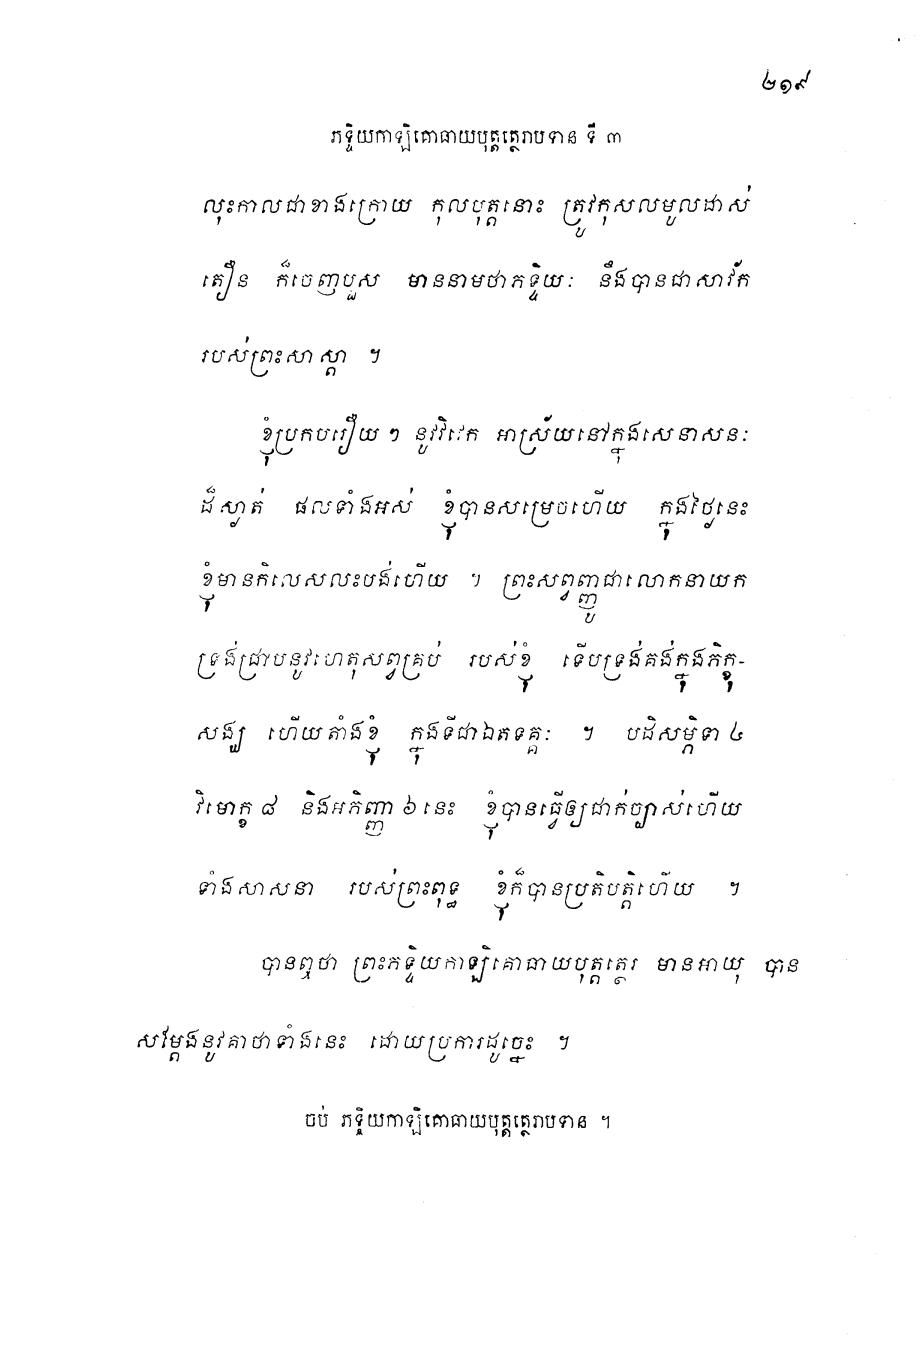 ២១៩
ភទ្ទិយកាឡិគោធាយបុត្តត្ថេរាបទាន ទី ៣
លុះកាលជាខាងក្រោយ កុលបុត្តនោះ ត្រូវកុសលមូលដាស់
តឿន ក៏ចេញបួស មាននាមថាភទ្ទិយៈ នឹងបានជាសាវ័ក
របស់ព្រះសាស្តា ។
ខ្ញុំប្រកបរឿយ ៗ នូវវិវេក អាស្រ័យនៅក្នុងសេនាសនៈ
ដ៏ស្ងាត់ ផលទាំងអស់ ខ្ញុំបានសម្រេចហើយ ក្នុងថ្ងៃនេះ
ខ្ញុំមានកិលេសលះបង់ហើយ ។ ព្រះសព្វញ្ញូជាលោកនាយក
ទ្រង់ជ្រាបនូវហេតុសព្វគ្រប់ របស់ខ្ញុំ ទើបទ្រង់គង់ក្នុងភិក្ខុ-
សង្ឃ ហើយតាំងខ្ញុំ ក្នុងទីជាឯតទគ្គៈ ។ បដិសម្ភិទា ៤
វិមោក្ខ ៨ និងអភិញ្ញា ៦ នេះ ខ្ញុំបានធ្វើឲ្យជាក់ច្បាស់ហើយ
ទាំងសាសនា របស់ព្រះពុទ្ធ ខ្ញុំក៏បានប្រតិបត្តិហើយ ។
បានឮថា ព្រះភទ្ទិយកាឡិគោធាយបុត្តត្ថេរ មានអាយុ បាន
សម្តែងនូវគាថាទាំងនេះ ដោយប្រការដូច្នេះ ។
ចប់ ភទ្ទិយកាឡិគោធាយបុត្តត្ថេរាបទាន ។